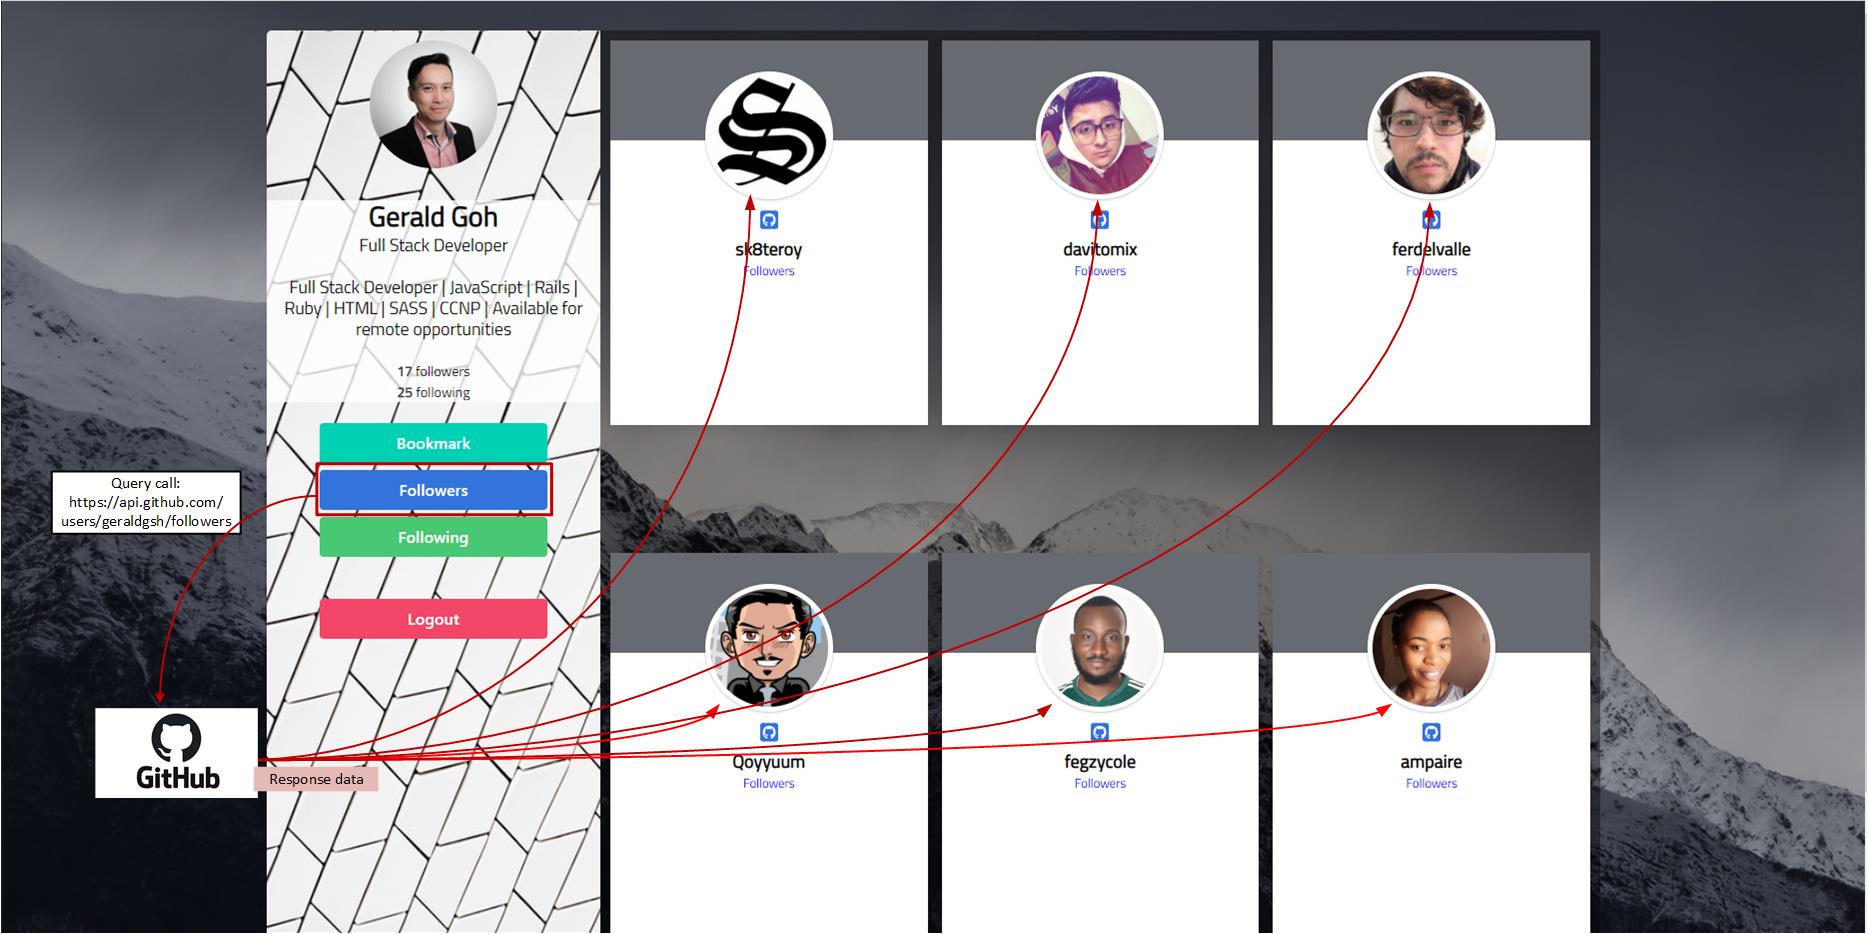 Gerald Goh
Full Stack Developer
Full Stack Developer | JavaScript | Rails |
Ruby | HTML | SASS | CCNP | Available for
remote opportunities
17 followers
25 following
Bookmark
Followers
Following
Logout
Query call:
https://api.github.com/
users/geraldgsh/followers
GitHub
Response data
S
sk8teroy
Followers
davitomix
Followers
ferdelvalle
Followers
Qoyyuum
Followers
fegzycole
Followers
ampaire
Followers